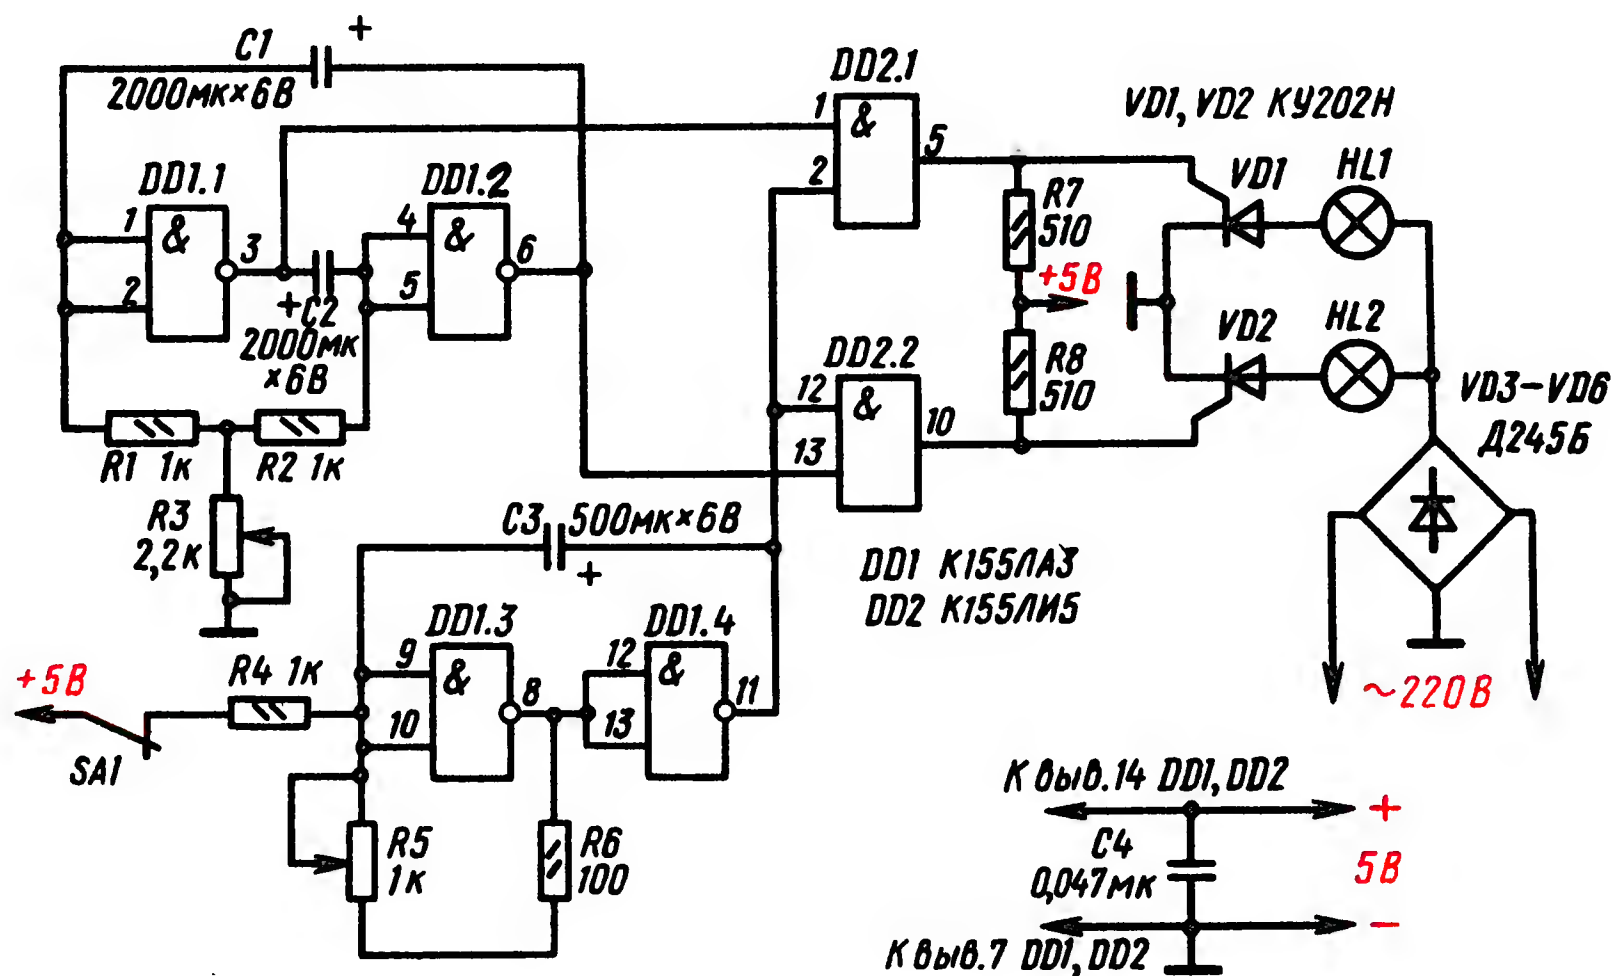 C1
+
2000мк×6В
DD1.1
&
1
2
3
+
C2
2000мк
×6В
DD1.2
&
4
5
6
R1 1к
R2 1к
R3
2,2к
DD2.1
&
1
2
5
R7
510
+5В
R8
510
DD2.2
&
12
13
10
VD1, VD2 КУ202Н
VD1
HL1
VD2
HL2
VD3-VD6
Д245Б
~220В
C3 500мк×6В
+
DD1 К155ЛА3
DD2 К155ЛИ5
+5В
SA1
R4 1к
DD1.3
&
9
10
8
DD1.4
&
12
13
11
R5
1к
R6
100
К выв.14 DD1, DD2
+
C4
0,047мк
5В
-
К выв.7 DD1, DD2